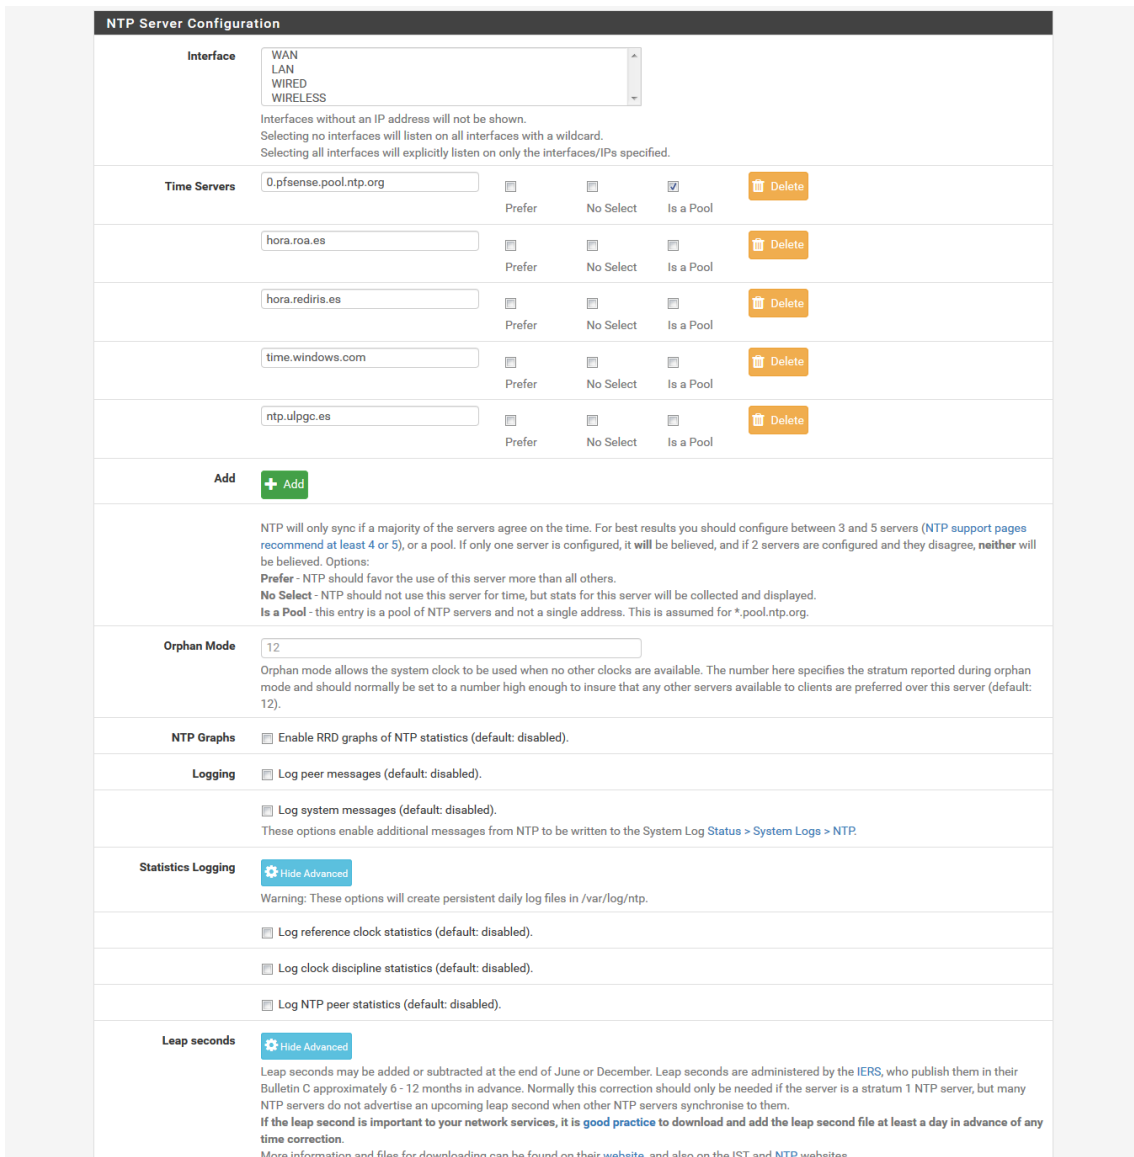 NTP Server Configuration
Interface
WAN
LAN
WIRED
WIRELESS
Interfaces without an IP address will not be shown.
Selecting no interfaces will listen on all interfaces with a wildcard.
Selecting all interfaces will explicitly listen on only the interfaces/IPs specified.
Time Servers
0.pfsense.pool.ntp.org
Prefer No Select Is a Pool
Delete
hora.roa.es
Prefer No Select Is a Pool
Delete
hora.rediris.es
Prefer No Select Is a Pool
Delete
time.windows.com
Prefer No Select Is a Pool
Delete
ntp.ulpgc.es
Prefer No Select Is a Pool
Delete
Add
Add
NTP will only sync if a majority of the servers agree on the time. For best results you should configure between 3 and 5 servers (NTP support pages
recommend at least 4 or 5), or a pool. If only one server is configured, it will be believed, and if 2 servers are configured and they disagree, neither will
be believed. Options:
Prefer - NTP should favor the use of this server more than all others.
No Select - NTP should not use this server for time, but stats for this server will be collected and displayed.
Is a Pool - this entry is a pool of NTP servers and not a single address. This is assumed for *.pool.ntp.org.
Orphan Mode
12
Orphan mode allows the system clock to be used when no other clocks are available. The number here specifies the stratum reported during orphan
mode and should normally be set to a number high enough to insure that any other servers available to clients are preferred over this server (default:
12).
NTP Graphs
Enable RRD graphs of NTP statistics (default: disabled).
Logging
Log peer messages (default: disabled).
Log system messages (default: disabled).
These options enable additional messages from NTP to be written to the System Log Status > System Logs > NTP.
Statistics Logging
Hide Advanced
Warning: These options will create persistent daily log files in /var/log/ntp.
Log reference clock statistics (default: disabled).
Log clock discipline statistics (default: disabled).
Log NTP peer statistics (default: disabled).
Leap seconds
Hide Advanced
Leap seconds may be added or subtracted at the end of June or December. Leap seconds are administered by the IERS, who publish them in their
Bulletin C approximately 6 - 12 months in advance. Normally this correction should only be needed if the server is a stratum 1 NTP server, but many
NTP servers do not advertise an upcoming leap second when other NTP servers synchronise to them.
If the leap second is important to your network services, it is good practice to download and add the leap second file at least a day in advance of any
time correction.
More information and files for downloading can be found on their website, and also on the IST and NTP websites.